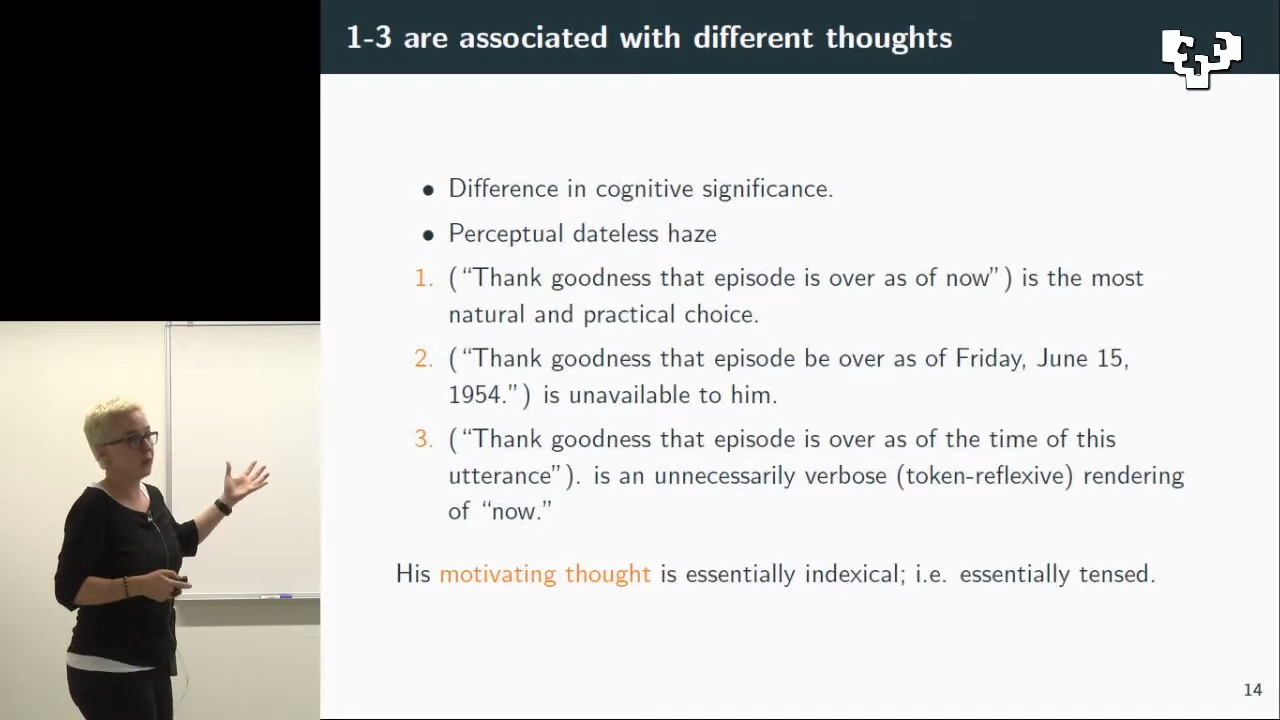 1-3 are associated with different thoughts
• Difference in cognitive significance.
• Perceptual dateless haze
1. (“Thank goodness that episode is over as of now”) is the most
natural and practical choice.
2. (“Thank goodness that episode be over as of Friday, June 15,
1954.”) is unavailable to him.
3. (“Thank goodness that episode is over as of the time of this
utterance”). is an unnecessarily verbose (token-reflexive) rendering
of “now.”
His motivating thought is essentially indexical; i.e. essentially tensed.
14